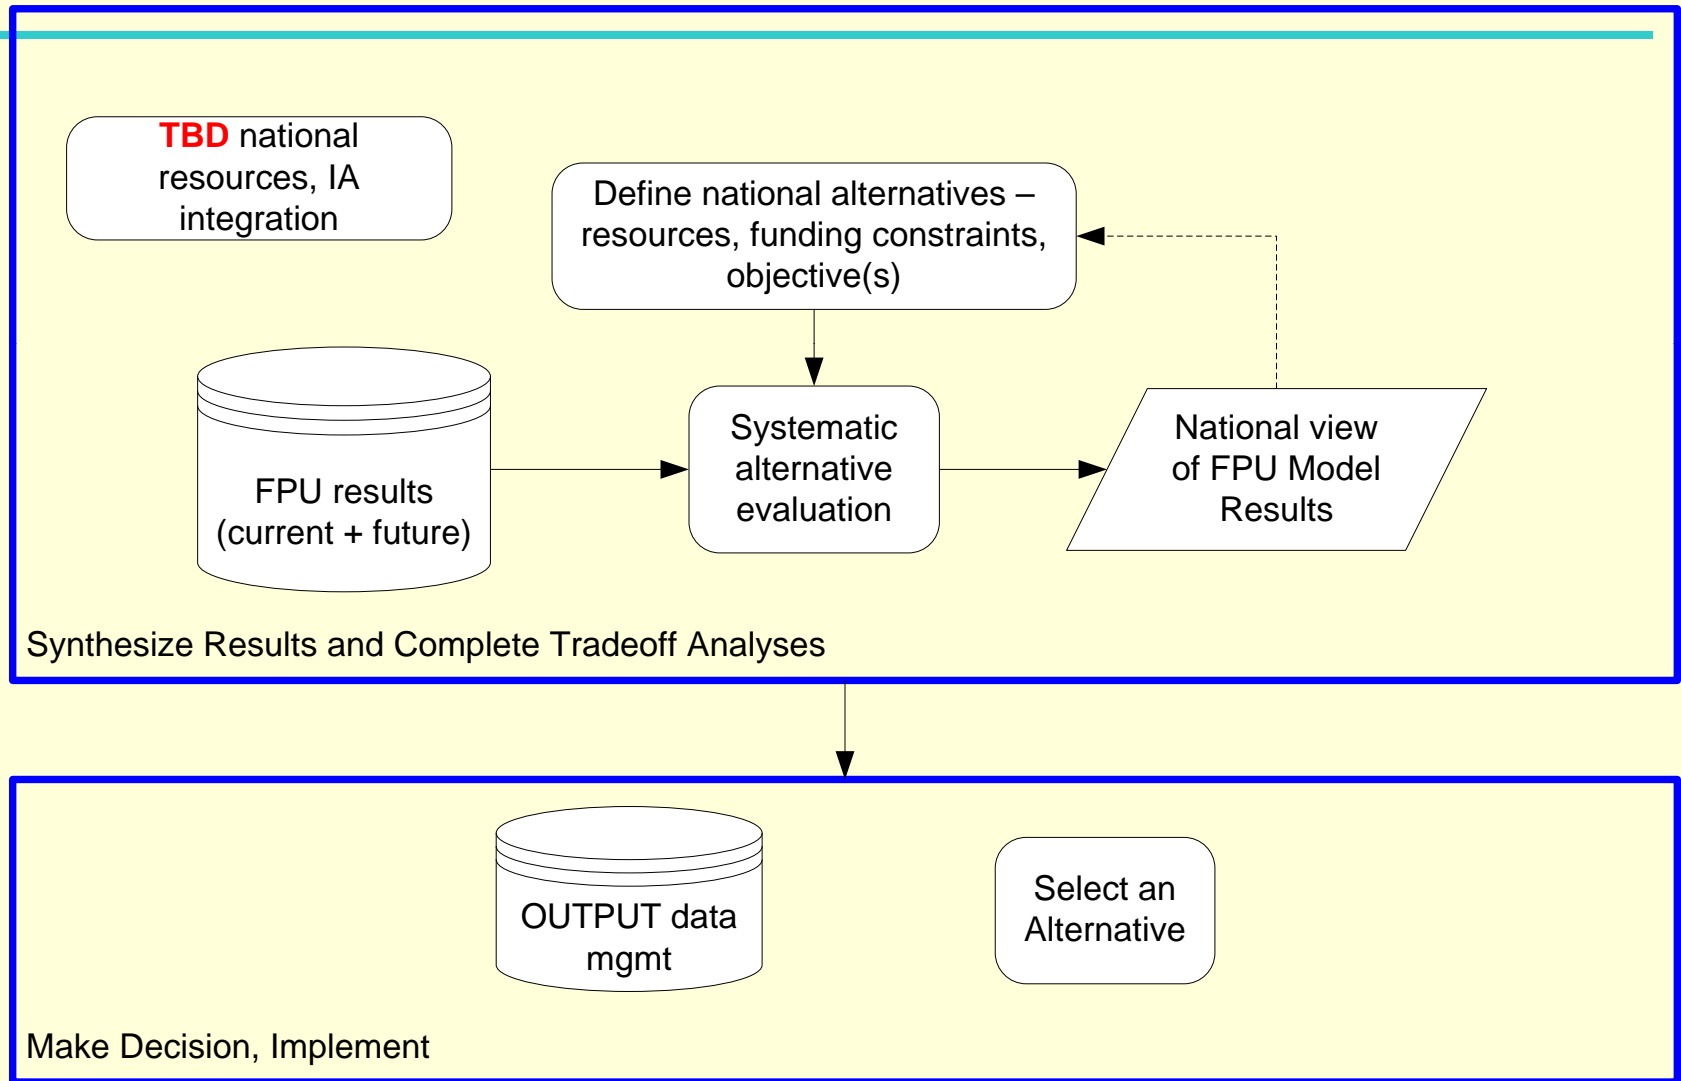 TBD national
resources, IA
integration
Define national alternatives –
resources, funding constraints,
objective(s)
FPU results
(current + future)
Systematic
alternative
evaluation
National view
of FPU Model
Results
Synthesize Results and Complete Tradeoff Analyses
OUTPUT data
mgmt
Select an
Alternative
Make Decision, Implement